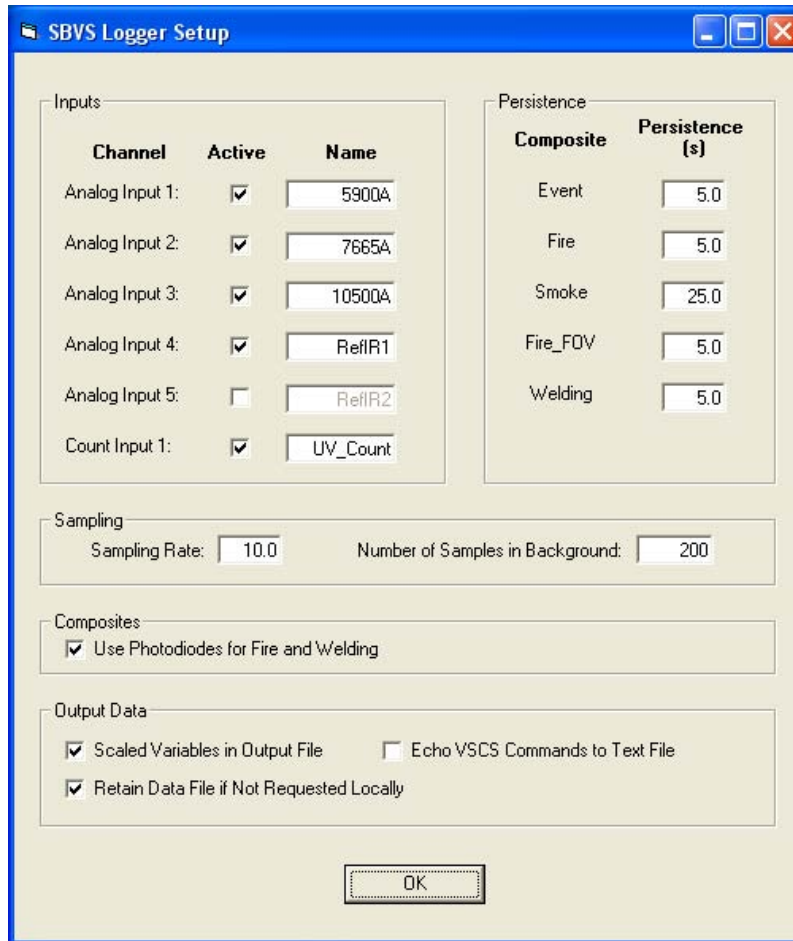 SBVS Logger Setup
Inputs
Channel Active Name
Analog Input 1: 5900A
Analog Input 2: 7665A
Analog Input 3: 10500A
Analog Input 4: RefIR1
Analog Input 5: RefIR2
Count Input 1: UV_Count
Persistence
Composite Persistence (s)
Event 5.0
Fire 5.0
Smoke 25.0
Fire_FOV 5.0
Welding 5.0
Sampling
Sampling Rate: 10.0 Number of Samples in Background: 200
Composites
Use Photodiodes for Fire and Welding
Output Data
Scaled Variables in Output File Echo VSCS Commands to Text File
Retain Data File if Not Requested Locally
OK